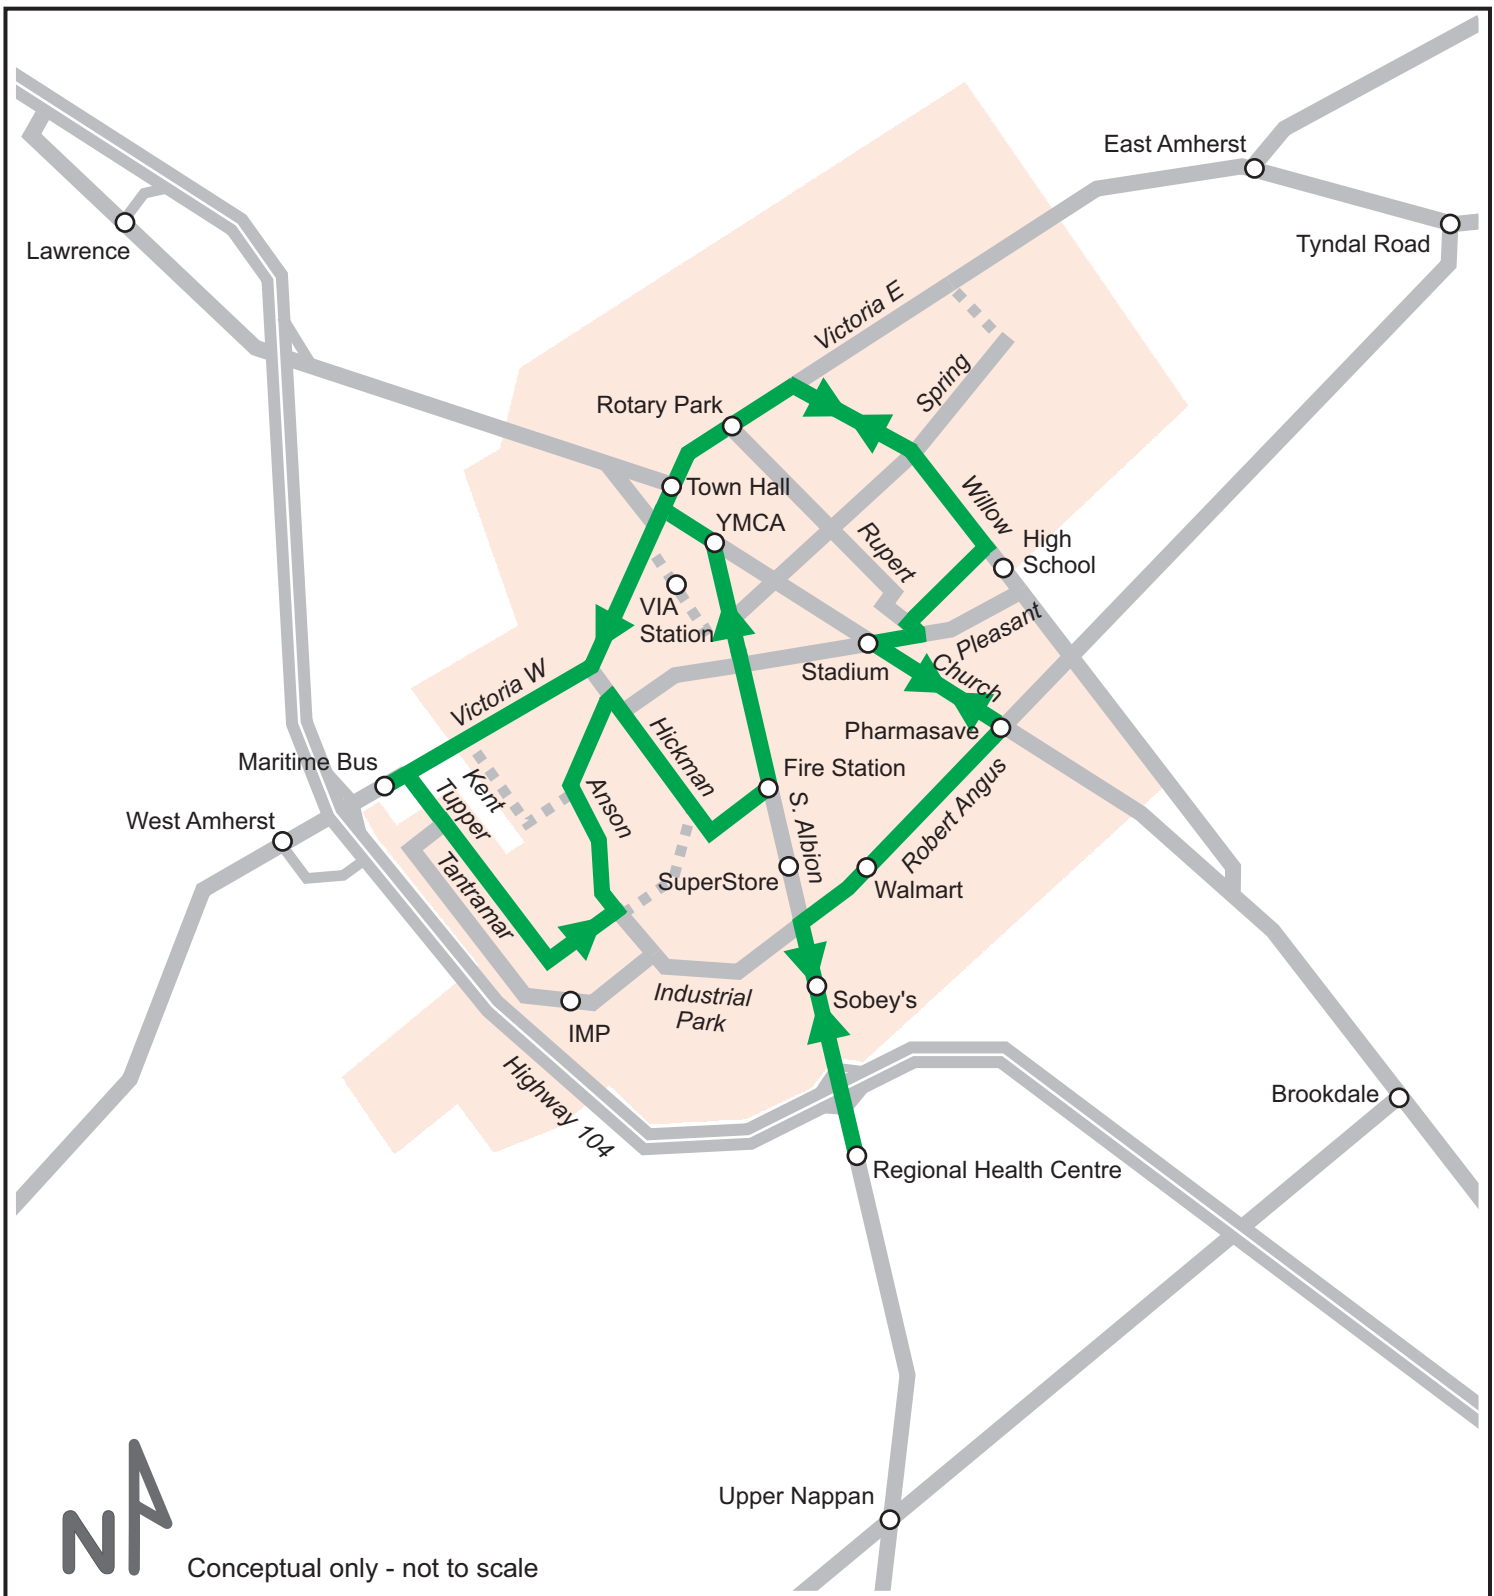 East Amherst
Tyndal Road
Lawrence
Victoria E
Spring
Rotary Park
Town Hall
YMCA
Willow
High
School
Rupert
VIA
Station
Pleasant
Stadium
Church
Victoria W
Pharmasave
Hickman
Maritime Bus
Fire Station
Kent
Tupper
Anson
S. Albion
Robert Angus
West Amherst
SuperStore
Walmart
Tantramar
Industrial
Park
Sobey's
IMP
Highway 104
Brookdale
Regional Health Centre
Upper Nappan
N
Conceptual only - not to scale